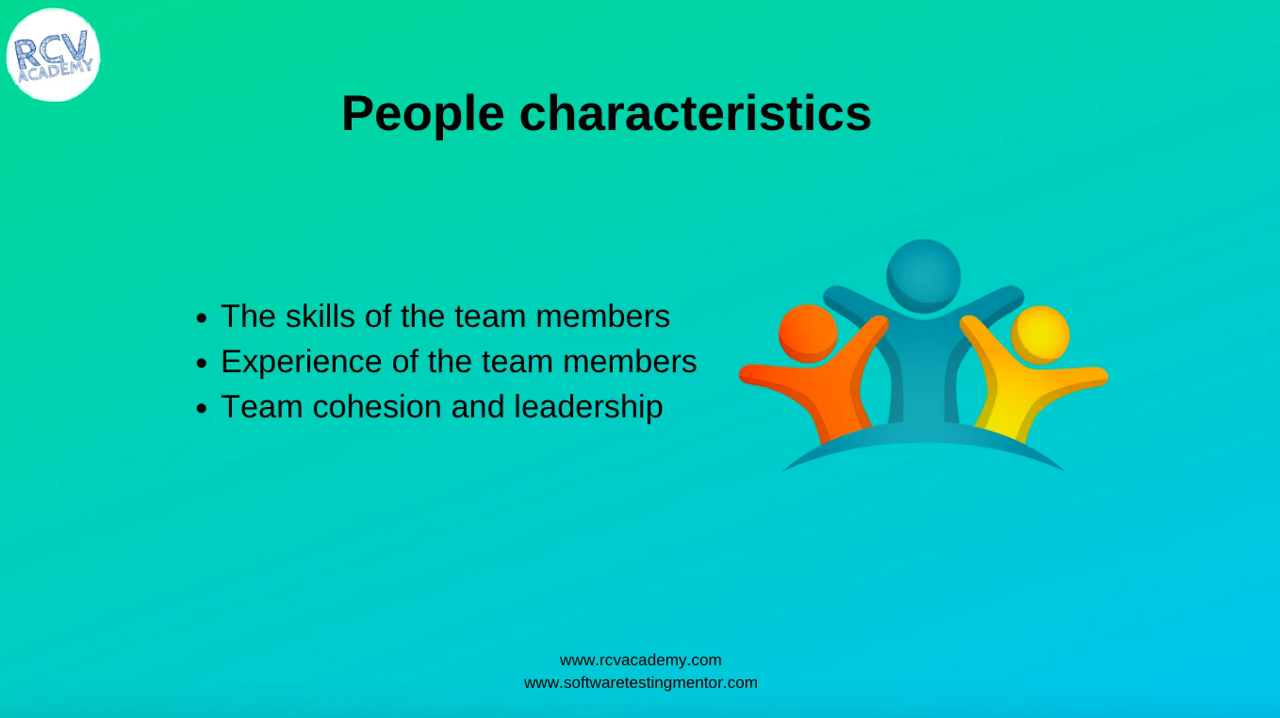 RCV
ACADEMY
People characteristics
• The skills of the team members
• Experience of the team members
• Team cohesion and leadership
www.rcvacademy.com
www.softwaretestingmentor.com